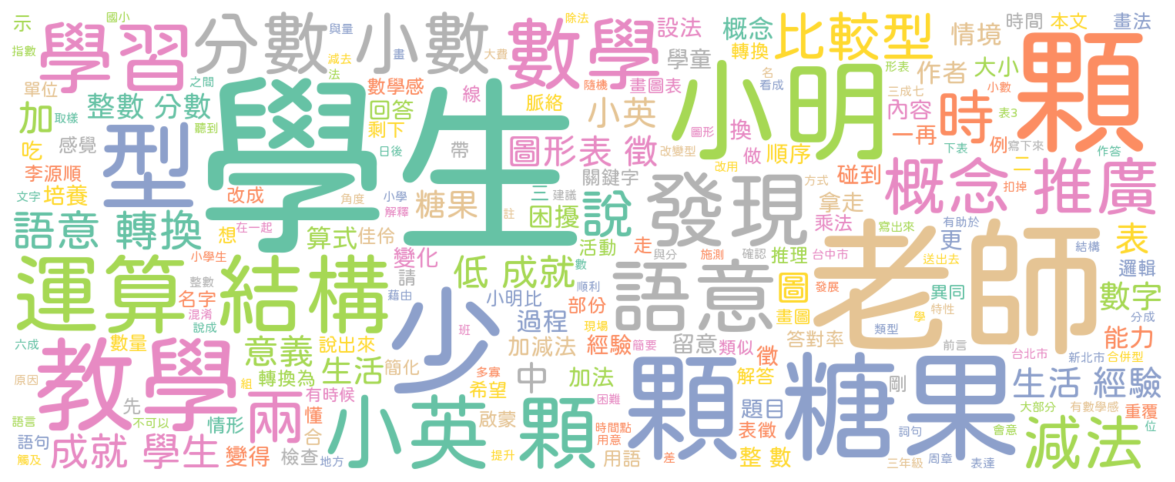 示 國小 學習 分數 小數 與量 畫 除法 大費 數學 設法 概念 比較型 情境 時間 本文 畫法
指數 減去 法 學童 轉換 形表 作者 大小 顆
單位 整數 分數 數學感 回答 線 畫圖表 隨機 名 看成 三成七 小數
加 取樣 之間 剩下 脈絡 小英 換 小明 內容 時 表3
吃 感覺 型 聽到 學生 日後 帶 圖形表 徵 圖形 改變型 做 順序 一再 例 寫下來 下表 作答
李源順 改成 三 關鍵字 改用 碰到 二 概念 推廣 扣掉
文字 培養 角度 小學 糖果 困擾 說 建議 發現 方式 拿走
語意 轉換 想 在一起 解釋 算式 佳伶 註 乘法 寫出來 有助於 表
小學生 變化 活動 走 施測 確認 推理 台中市 更 結構 邏輯
運算 結構 整數 請 低 成就 數 語意 與分 圖 老師 送出去 異同 數字
名字 混淆 藉由 順利 小明比 部份 發展 特性 分成
六成 說成 數量 少 班 過程 現場 畫圖 類型 學 能力
教學 意義 說出來 簡化 加減法 經驗 簡要 留意 類似 徵 答對率 前言 台北市 新北市 合併型
原因 轉換為 生活 多寡 希望 中 加法 解答 剛 生活 經驗
先 組 有時候 困難 顆 糖果 大部分 有數學感 重覆
語言 不可以 兩 懂 小英 啟蒙 顆 時間點 題目 詞句 會意 位
語句 情形 合 用意 表徵 減法
觸及 成就 學生 變得 檢查 地方 提升 用語 差 整 數 三年級 周章 表達